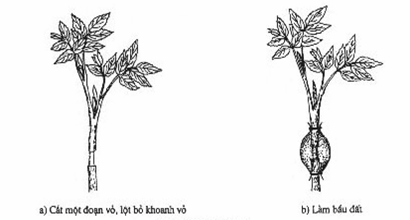 a) Cắt một đoạn vỏ, lột bỏ khoanh vỏ
b) Làm bầu đất